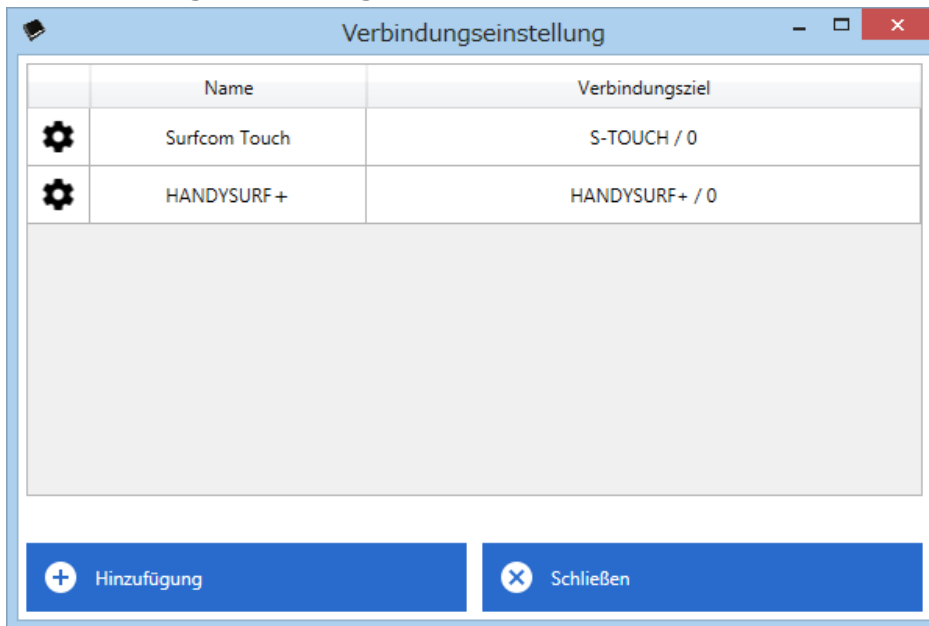 Verbindungseinstellung
Name Verbindungsziel
Surfcom Touch S-TOUCH / 0
HANDYSURF+ HANDYSURF+ / 0
Hinzufügung Schließen